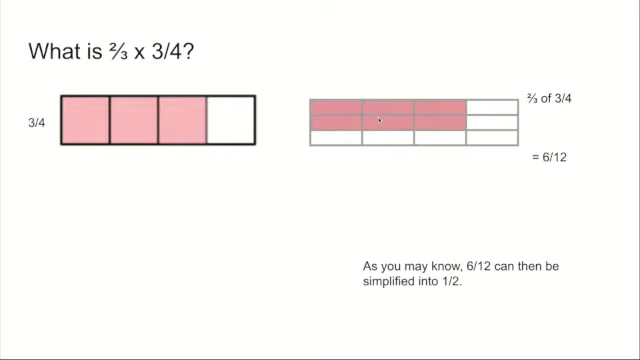 What is ⅔ x 3/4?
3/4
⅔ of 3/4
= 6/12
As you may know, 6/12 can then be
simplified into 1/2.